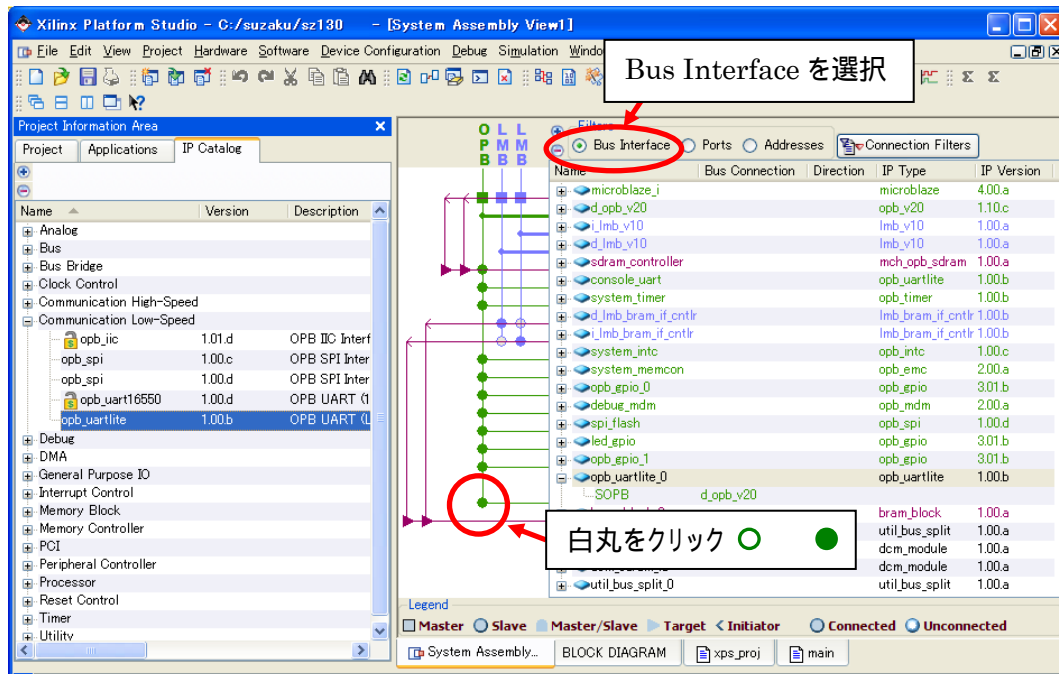 Xilinx Platform Studio - C:/suzaku/sz130 - [System Assembly View1]
File Edit View Project Hardware Software Device Configuration Debug Simulation Windo
Bus Interface を選択
Project Information Area
Project Applications IP Catalog
Name Version Description
Analog
Bus
Bus Bridge
Clock Control
Communication High-Speed
Communication Low-Speed
opb_iic 1.01.d OPB IIC Interf
opb_spi 1.00.c OPB SPI Inter
opb_spi 1.00.d OPB SPI Inter
opb_uart16550 1.00.d OPB UART (1
opb_uartlite 1.00.b OPB UART (L
Debug
DMA
General Purpose IO
Interrupt Control
Memory Block
Memory Controller
PCI
Peripheral Controller
Processor
Reset Control
Timer
Utility
OPB LMB LMB
Filters
Bus Interface Ports Addresses Connection Filters
Name Bus Connection Direction IP Type IP Version
microblaze_i microblaze 4.00.a
d_opb_v20 opb_v20 1.10.c
i_lmb_v10 lmb_v10 1.00.a
d_lmb_v10 lmb_v10 1.00.a
sdram_controller mch_opb_sdram 1.00.a
console_uart opb_uartlite 1.00.b
system_timer opb_timer 1.00.b
d_lmb_bram_if_cntlr lmb_bram_if_cntlr 1.00.b
i_lmb_bram_if_cntlr lmb_bram_if_cntlr 1.00.b
system_intc opb_intc 1.00.c
system_memcon opb_emc 2.00.a
opb_gpio_0 opb_gpio 3.01.b
debug_mdm opb_mdm 2.00.a
spi_flash opb_spi 1.00.d
led_gpio opb_gpio 3.01.b
opb_gpio_1 opb_gpio 3.01.b
opb_uartlite_0 opb_uartlite 1.00.b
SOPB d_opb_v20
bram_block 1.00.a
util_bus_split 1.00.a
dcm_module 1.00.a
dcm_module 1.00.a
util_bus_split_0 util_bus_split 1.00.a
白丸をクリック
Legend
Master Slave Master/Slave Target Initiator Connected Unconnected
System Assembly... BLOCK DIAGRAM xps_proj main